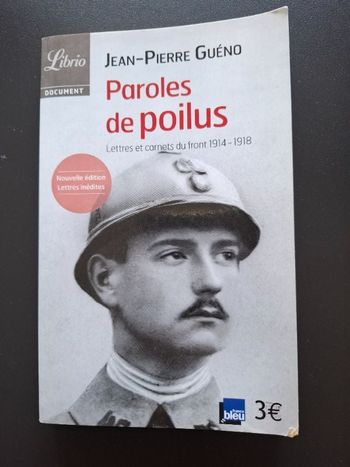 Librio
DOCUMENT
JEAN-PIERRE GUÉNO
Paroles
de poilus
Lettres et carnets du front 1914-1918
Nouvelle édition
Lettres inédites
france
bleu
3€